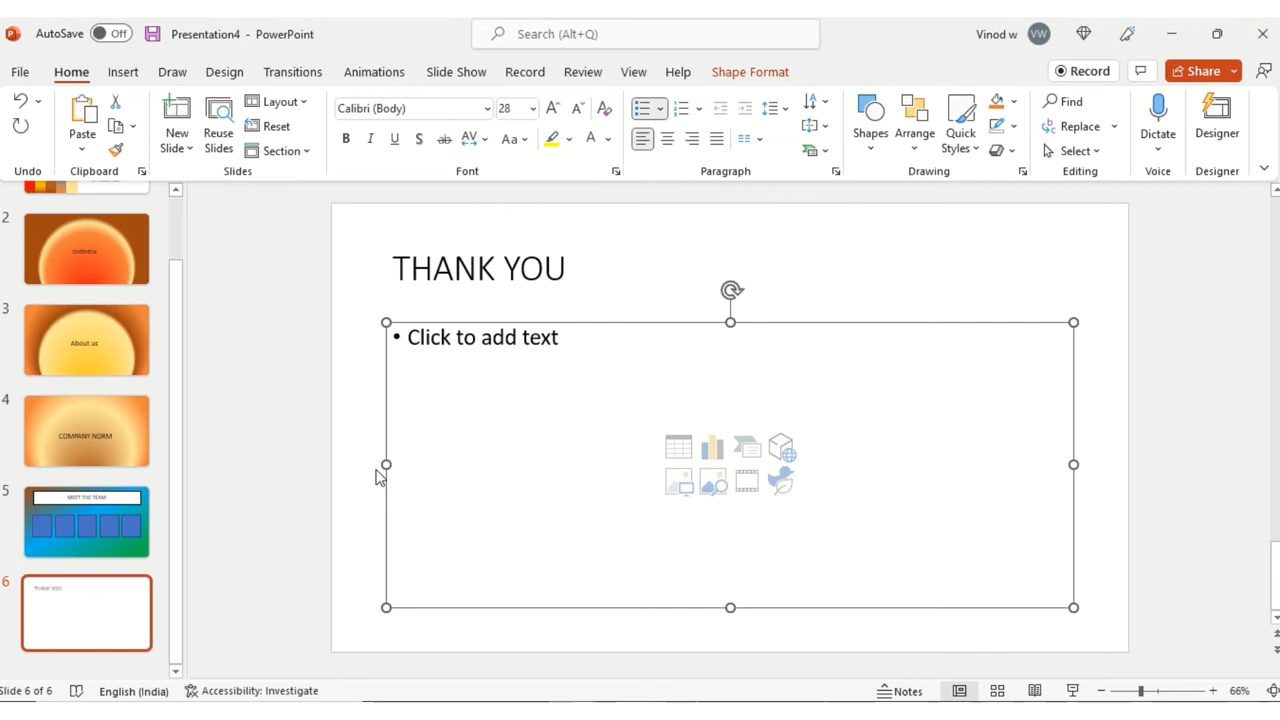 AutoSave Off Presentation4 - PowerPoint Search (Alt+Q) Vinod w VW
File Home Insert Draw Design Transitions Animations Slide Show Record Review View Help Shape Format Record Share
Paste
New Slide
Reuse Slides
Layout
Reset
Section
Calibri (Body) 28
B I U S ab AV Aa A
Shapes
Arrange
Quick Styles
Find
Replace
Select
Dictate
Designer
Undo Clipboard Slides Font Paragraph Drawing Editing Voice Designer
2
OVERVIEW
3
About us
4
COMPANY NORM
5
MEET THE TEAM
6
THANK YOU
THANK YOU
• Click to add text
Slide 6 of 6 English (India) Accessibility: Investigate Notes 66%